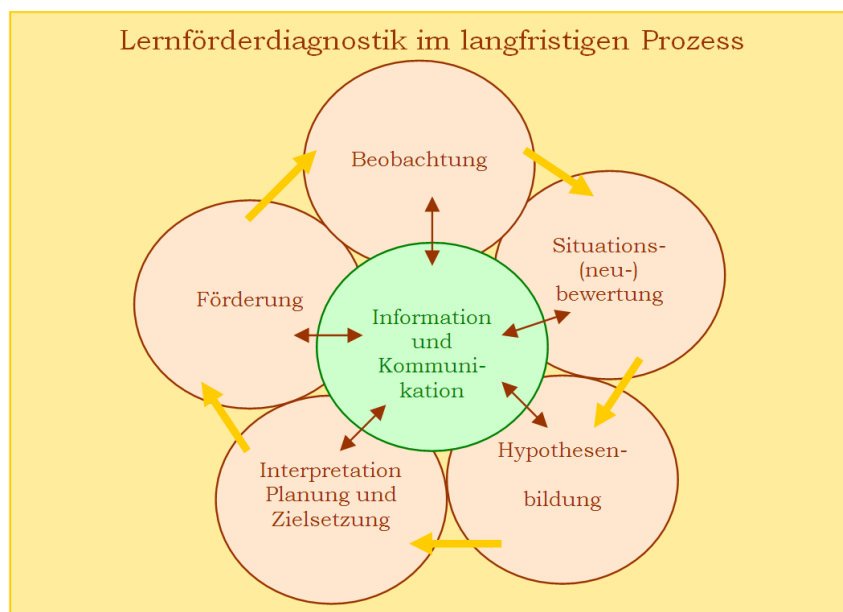 Lernförderdiagnostik im langfristigen Prozess
Beobachtung
Situations-
(neu-)
bewertung
Förderung
Information
und
Kommuni-
kation
Hypothesen-
bildung
Interpretation
Planung und
Zielsetzung